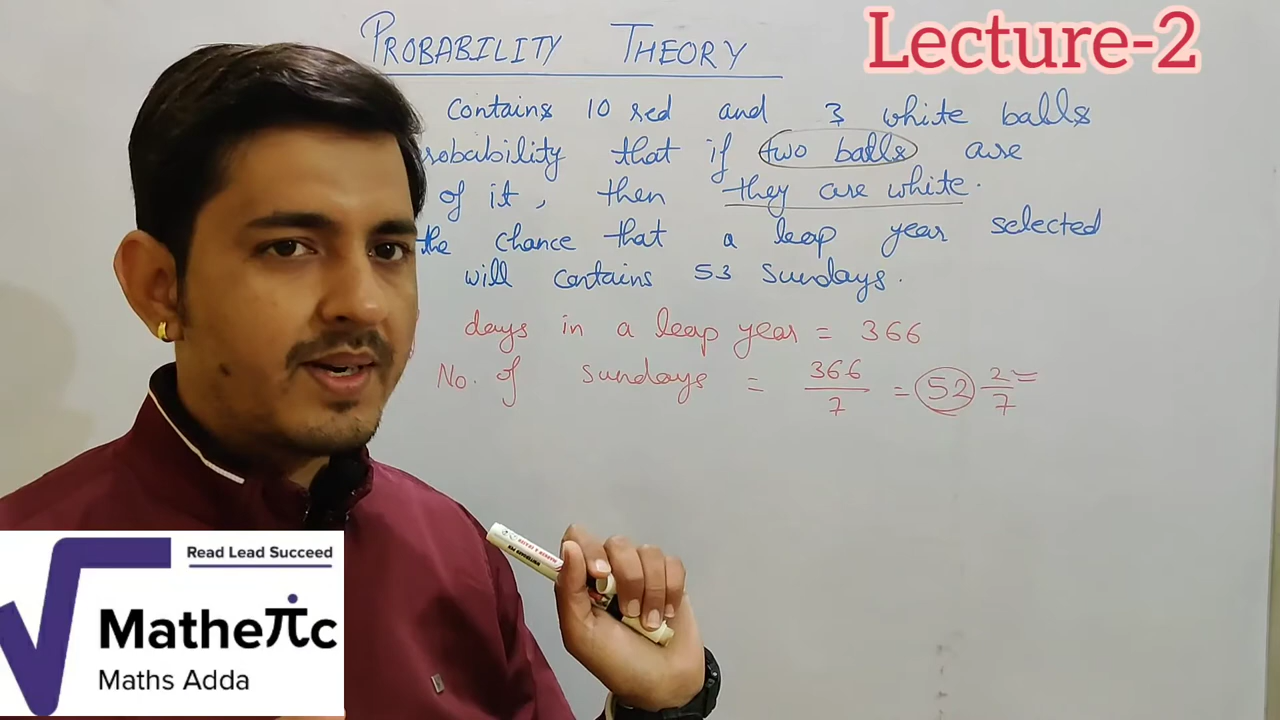 PROBABILITY THEORY
Lecture-2
contains 10 red and 3 white balls
robability that if two balls are
of it, then they are white.
the chance that a leap year selected
will contains 53 Sundays.
days in a leap year = 366
No. of sundays = 366/7 = 52 2/7
Read Lead Succeed
Matheπc
Maths Adda